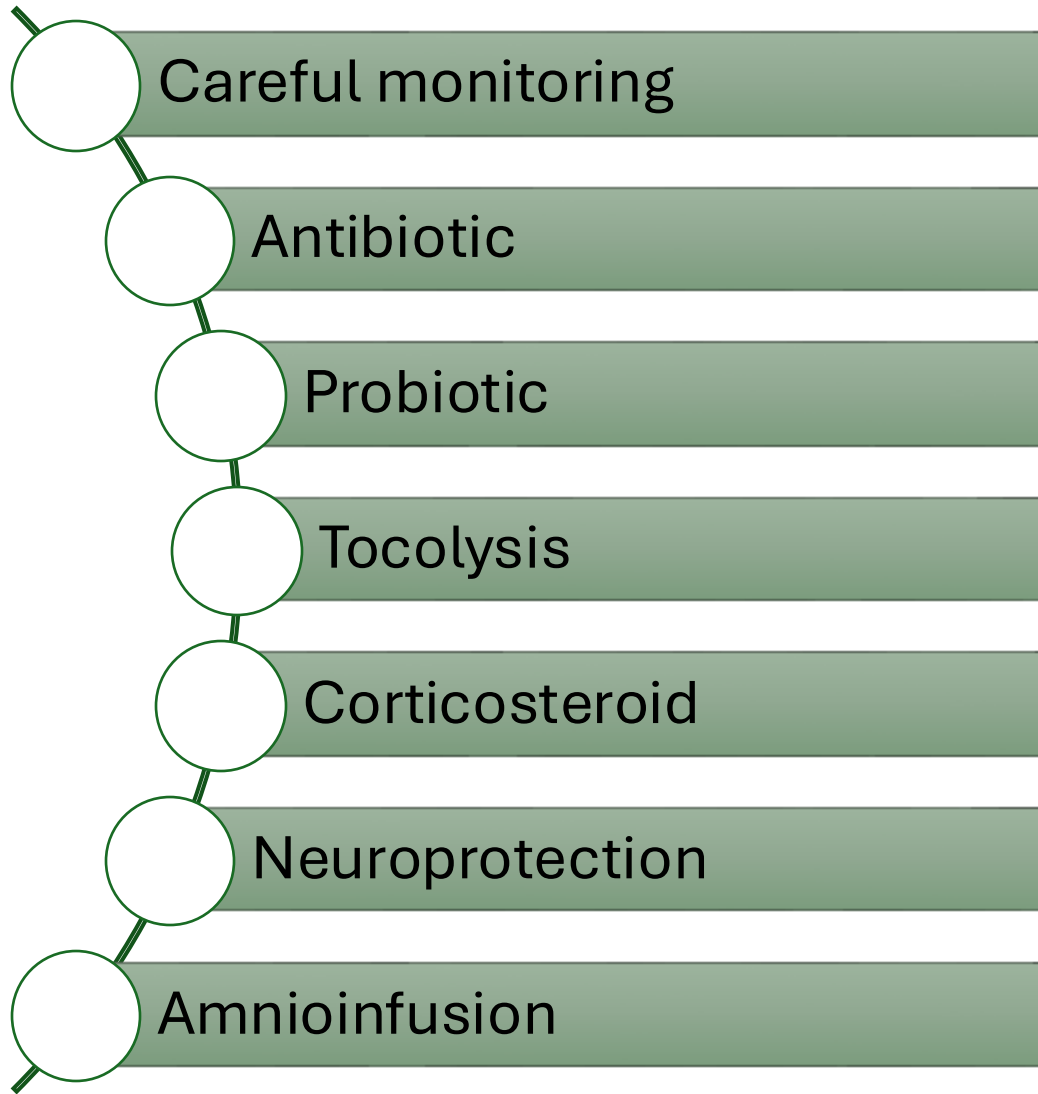 Careful monitoring
Antibiotic
Probiotic
Tocolysis
Corticosteroid
Neuroprotection
Amnioinfusion